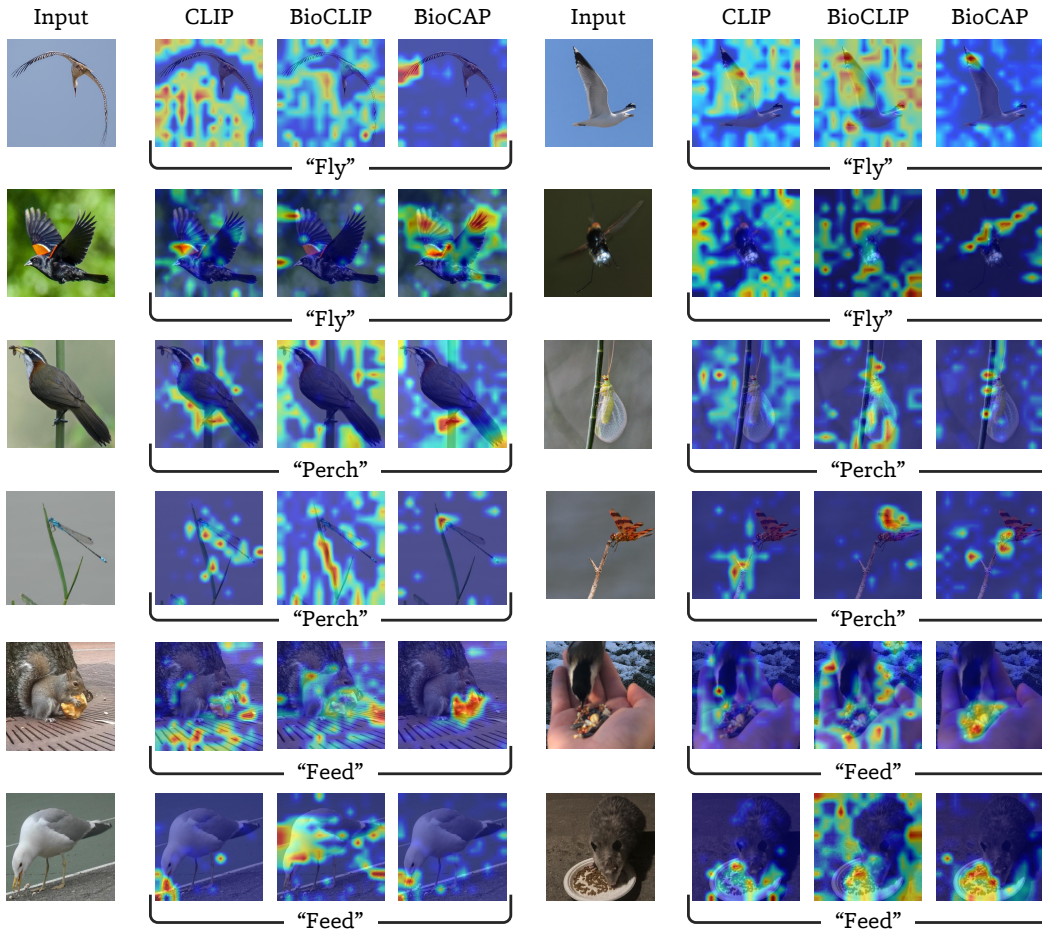 Input CLIP BioCLIP BioCAP Input CLIP BioCLIP BioCAP
“Fly” “Fly”
“Fly” “Fly”
“Perch” “Perch”
“Perch” “Perch”
“Feed” “Feed”
“Feed” “Feed”